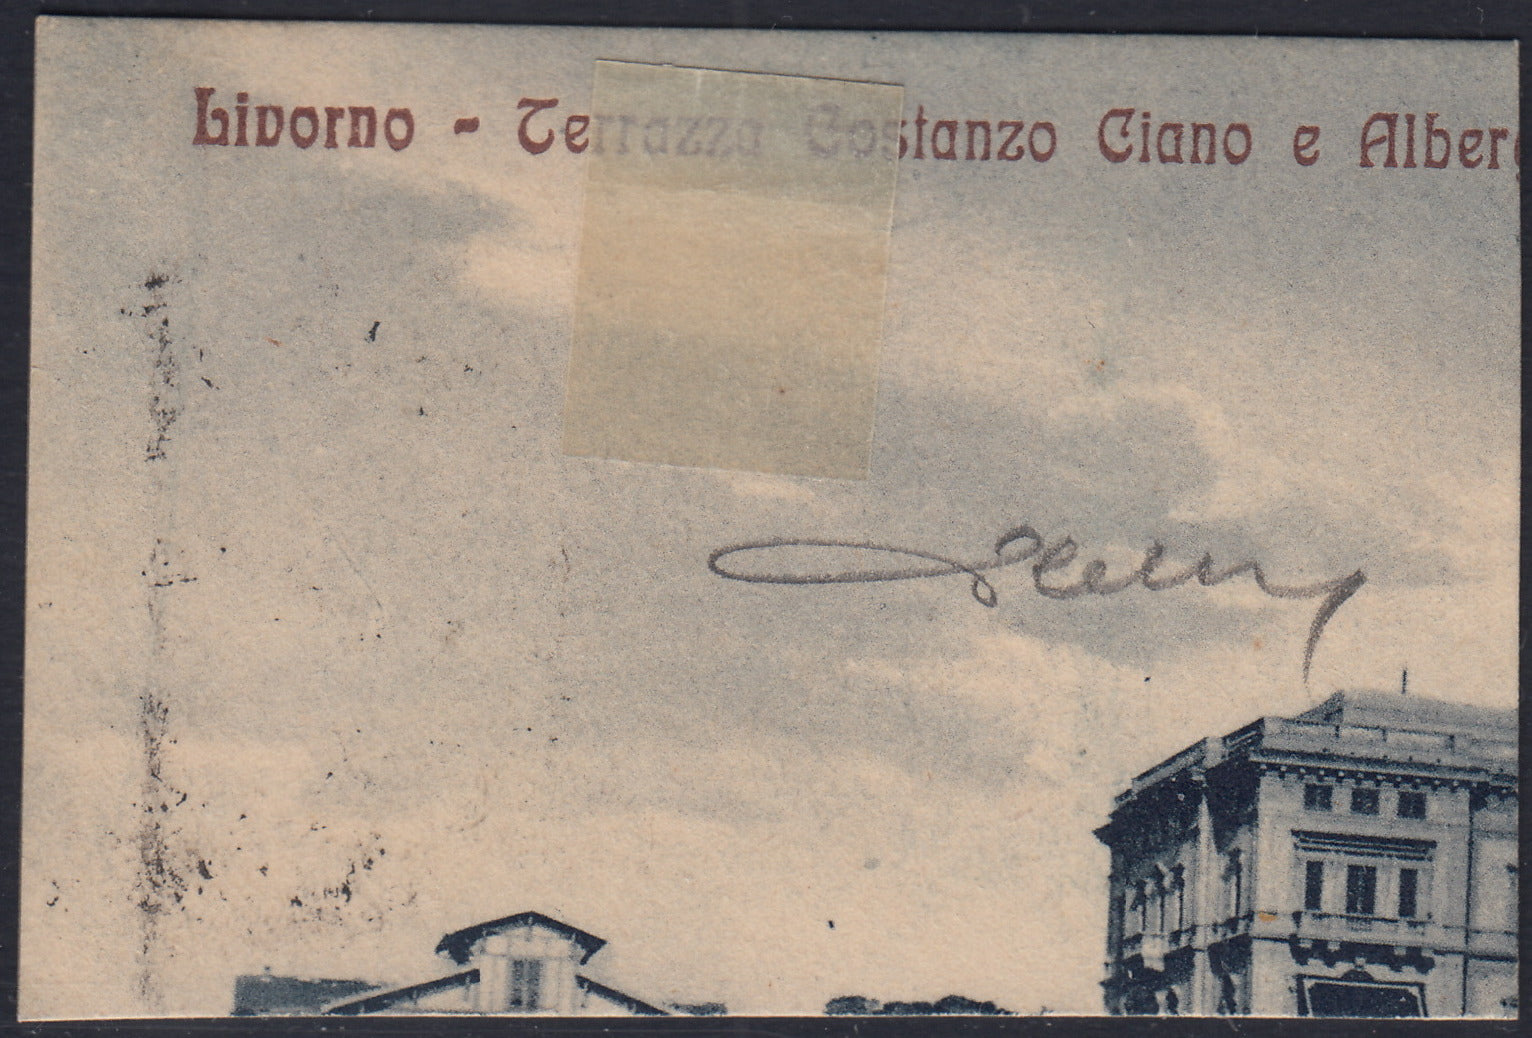 Livorno - Terrazza Costanzo Ciano e Alber